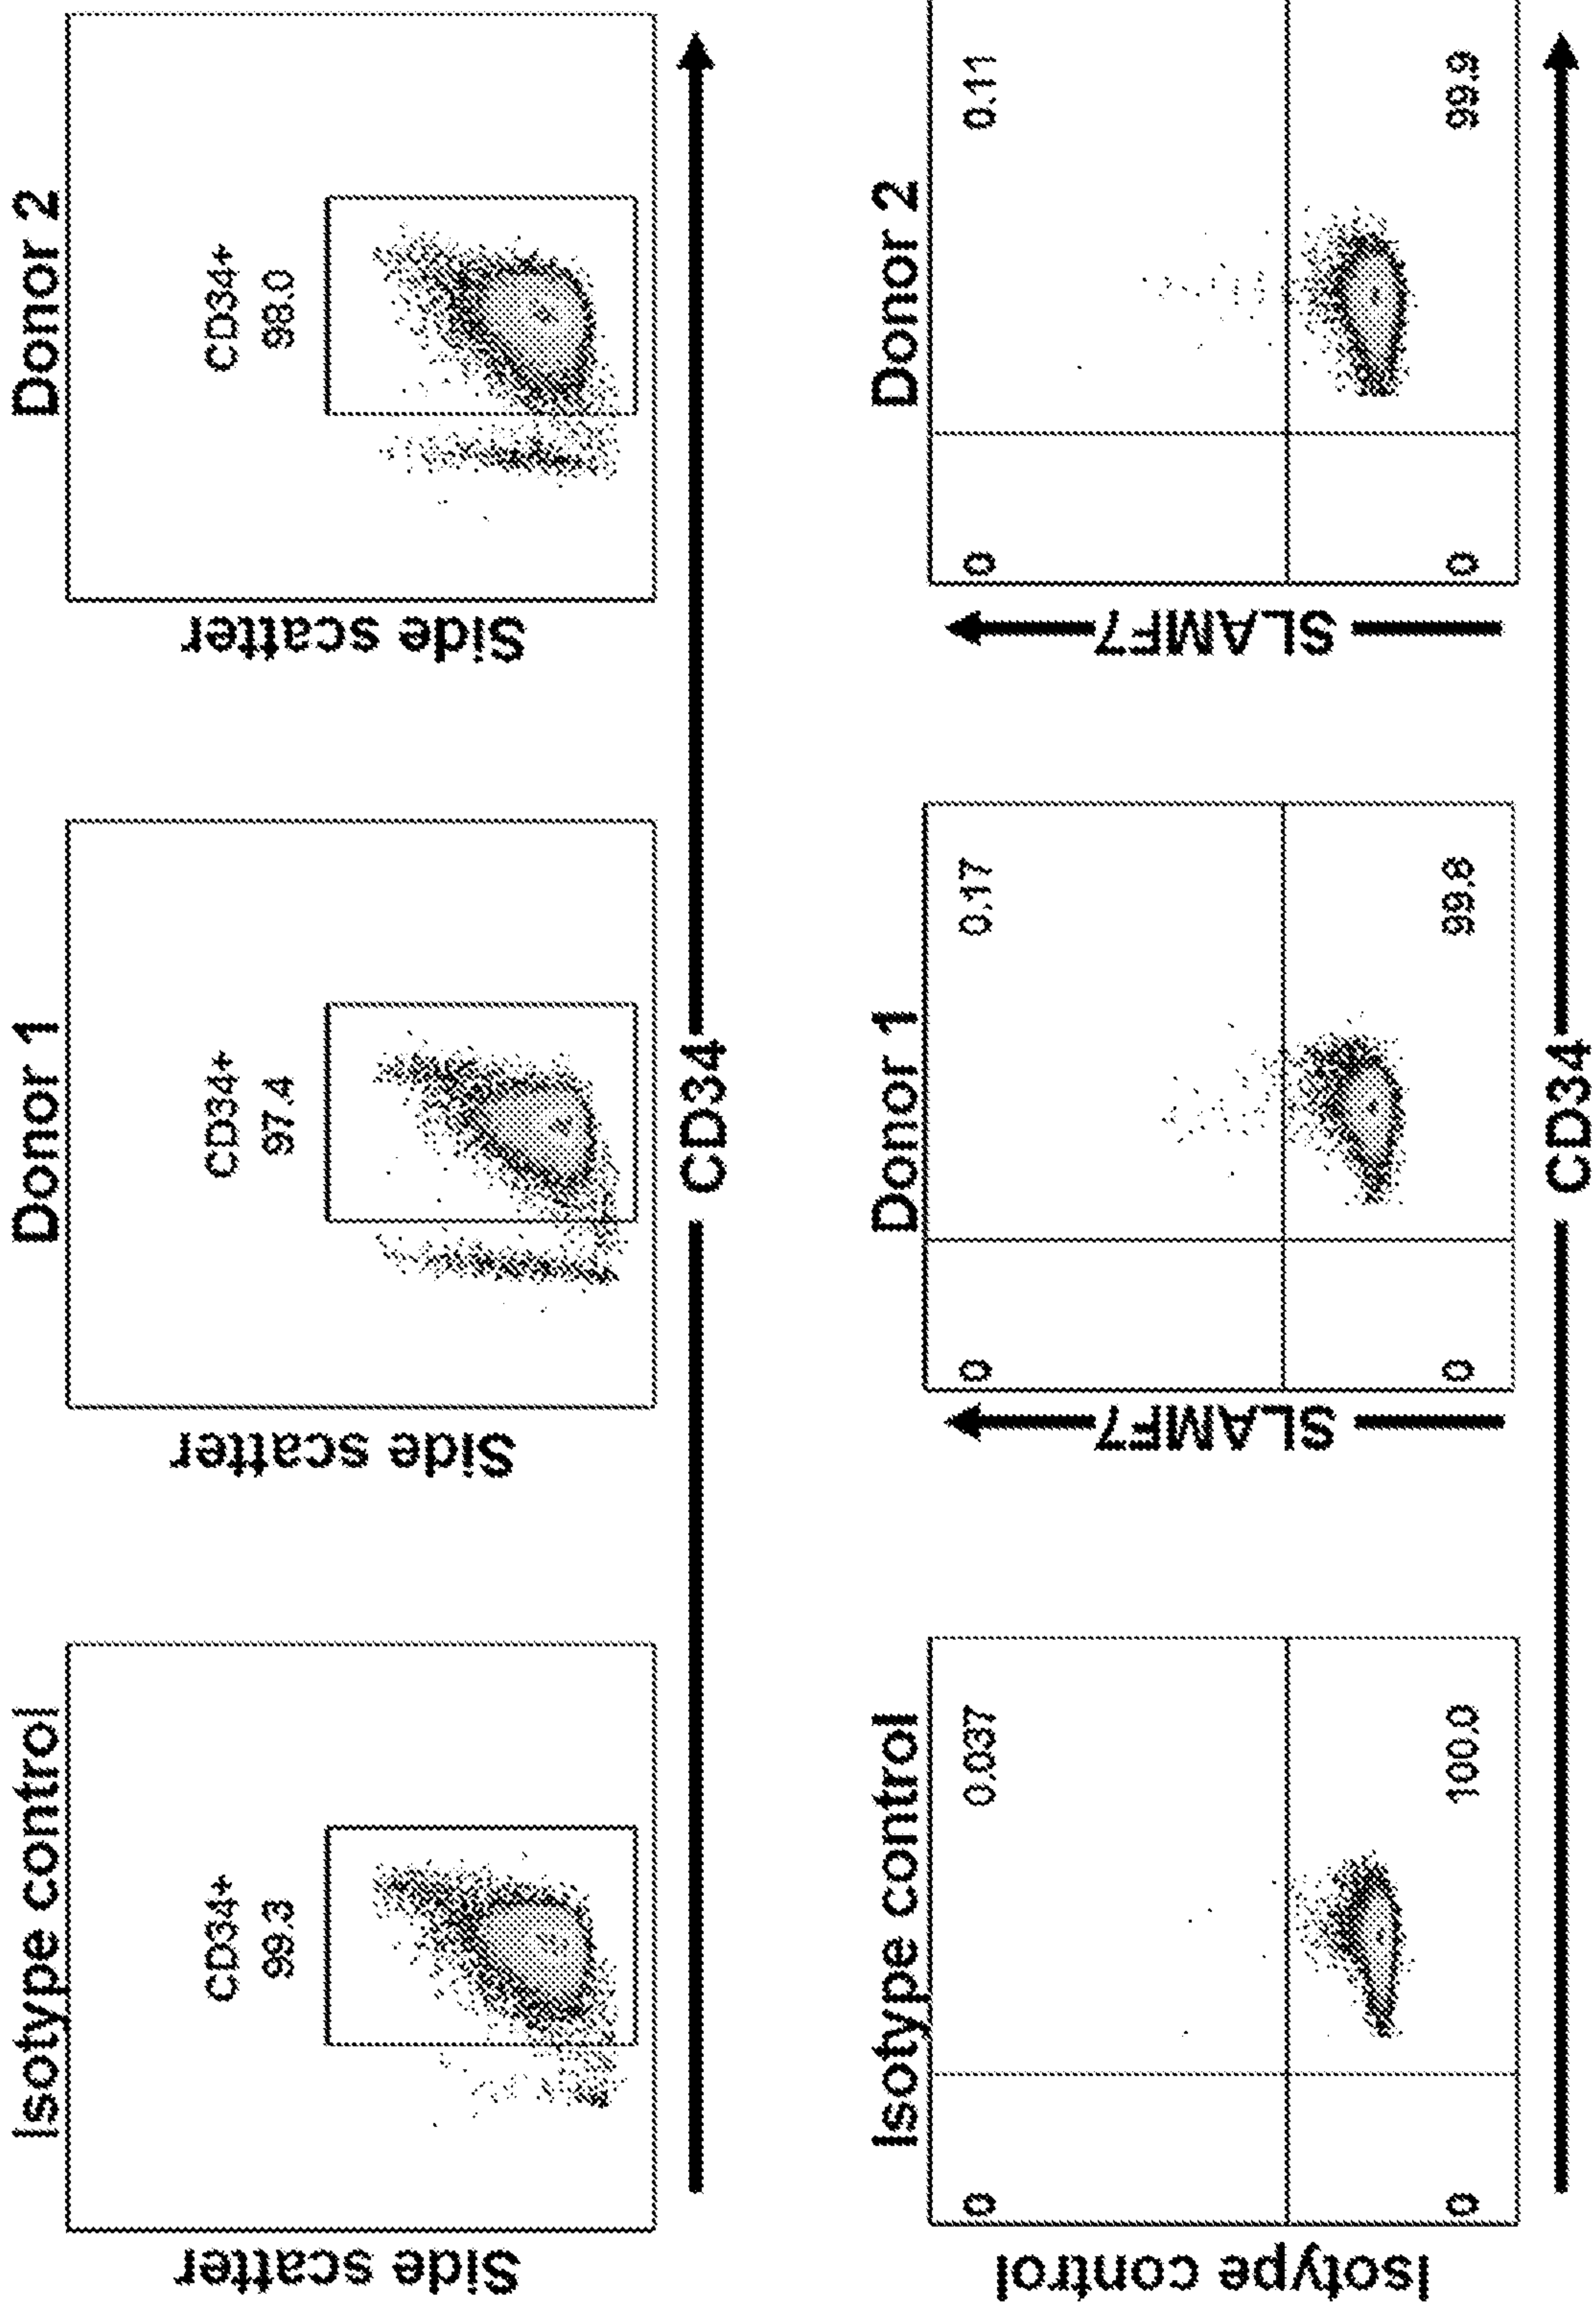 Isotype control
Donor 1
Donor 2
Side scatter
CD34+
99.3
Side scatter
CD34+
97.4
Side scatter
CD34+
98.0
CD34
Isotype control
Donor 1
Donor 2
Isotype control
0
0.037
0
100.0
SLAMF7
0
0.17
0
99.8
SLAMF7
0
0.11
0
99.9
CD34